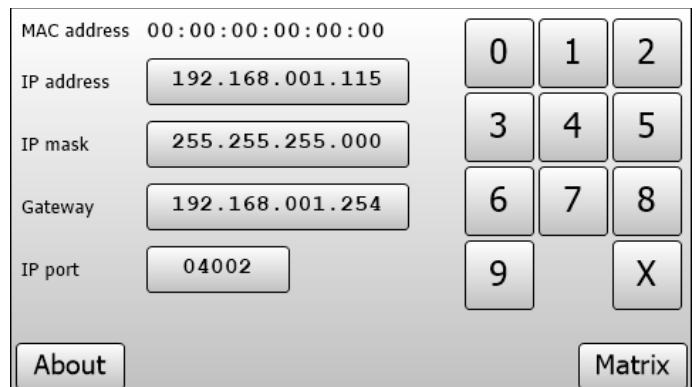 MAC address 00:00:00:00:00:00
IP address 192.168.001.115
IP mask 255.255.255.000
Gateway 192.168.001.254
IP port 04002
0 1 2
3 4 5
6 7 8
9 X
About Matrix